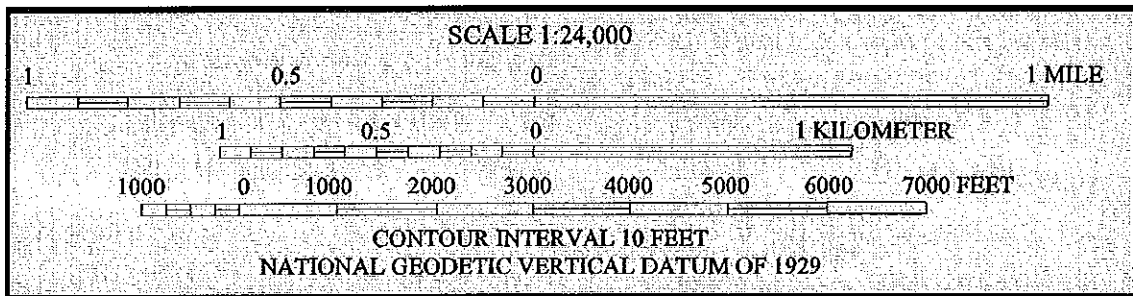 SCALE 1:24,000
1 0.5 0 1 MILE
1 0.5 0 1 KILOMETER
1000 0 1000 2000 3000 4000 5000 6000 7000 FEET
CONTOUR INTERVAL 10 FEET
NATIONAL GEODETIC VERTICAL DATUM OF 1929